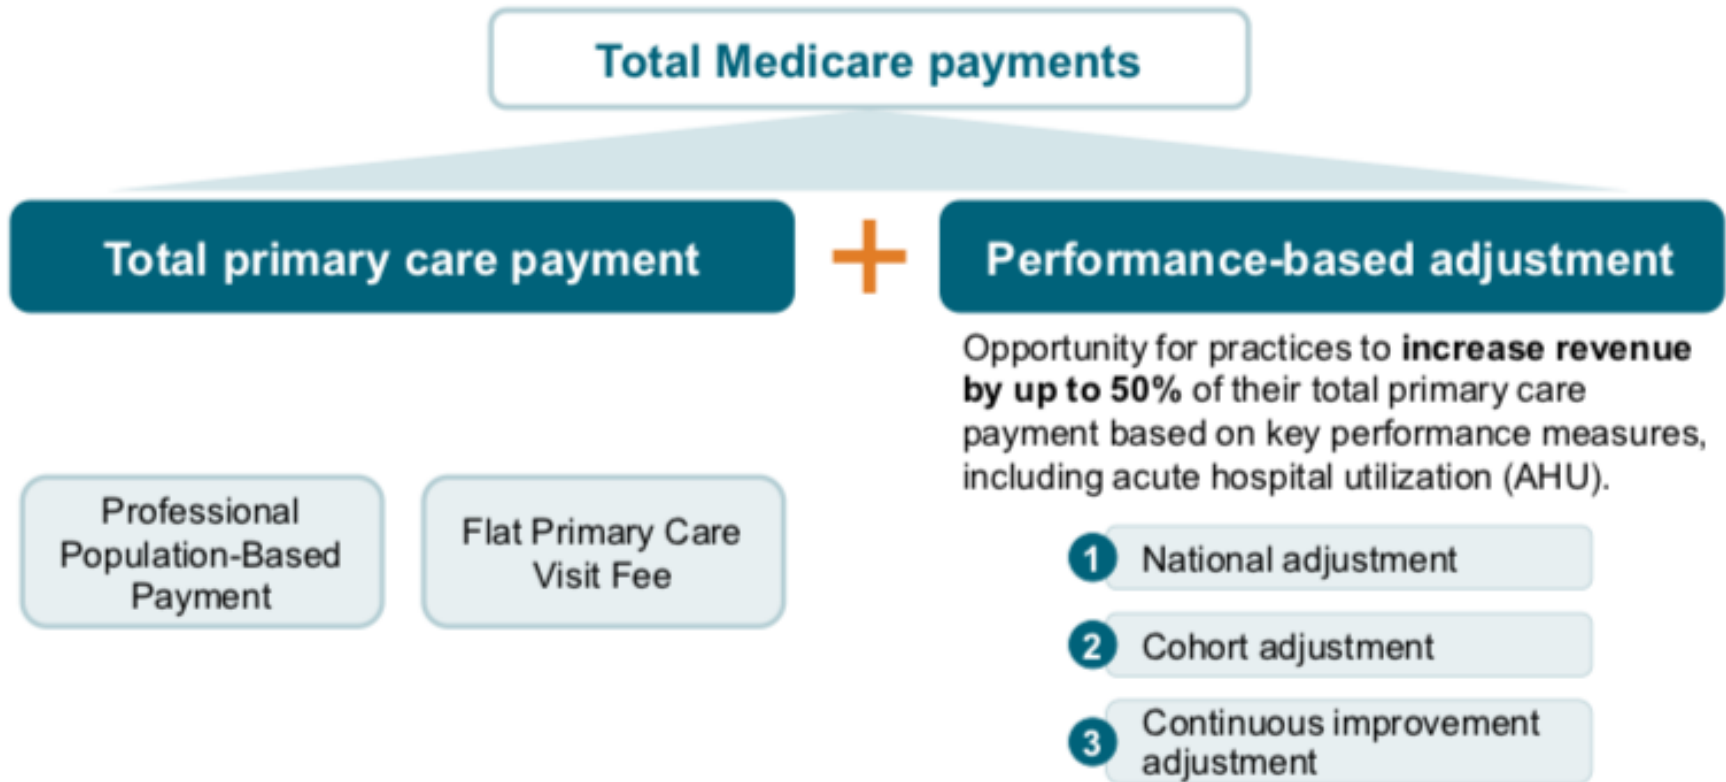 Total Medicare payments
Total primary care payment
+
Performance-based adjustment
Professional
Population-Based
Payment
Flat Primary Care
Visit Fee
Opportunity for practices to increase revenue
by up to 50% of their total primary care
payment based on key performance measures,
including acute hospital utilization (AHU).
1 National adjustment
2 Cohort adjustment
3 Continuous improvement
adjustment